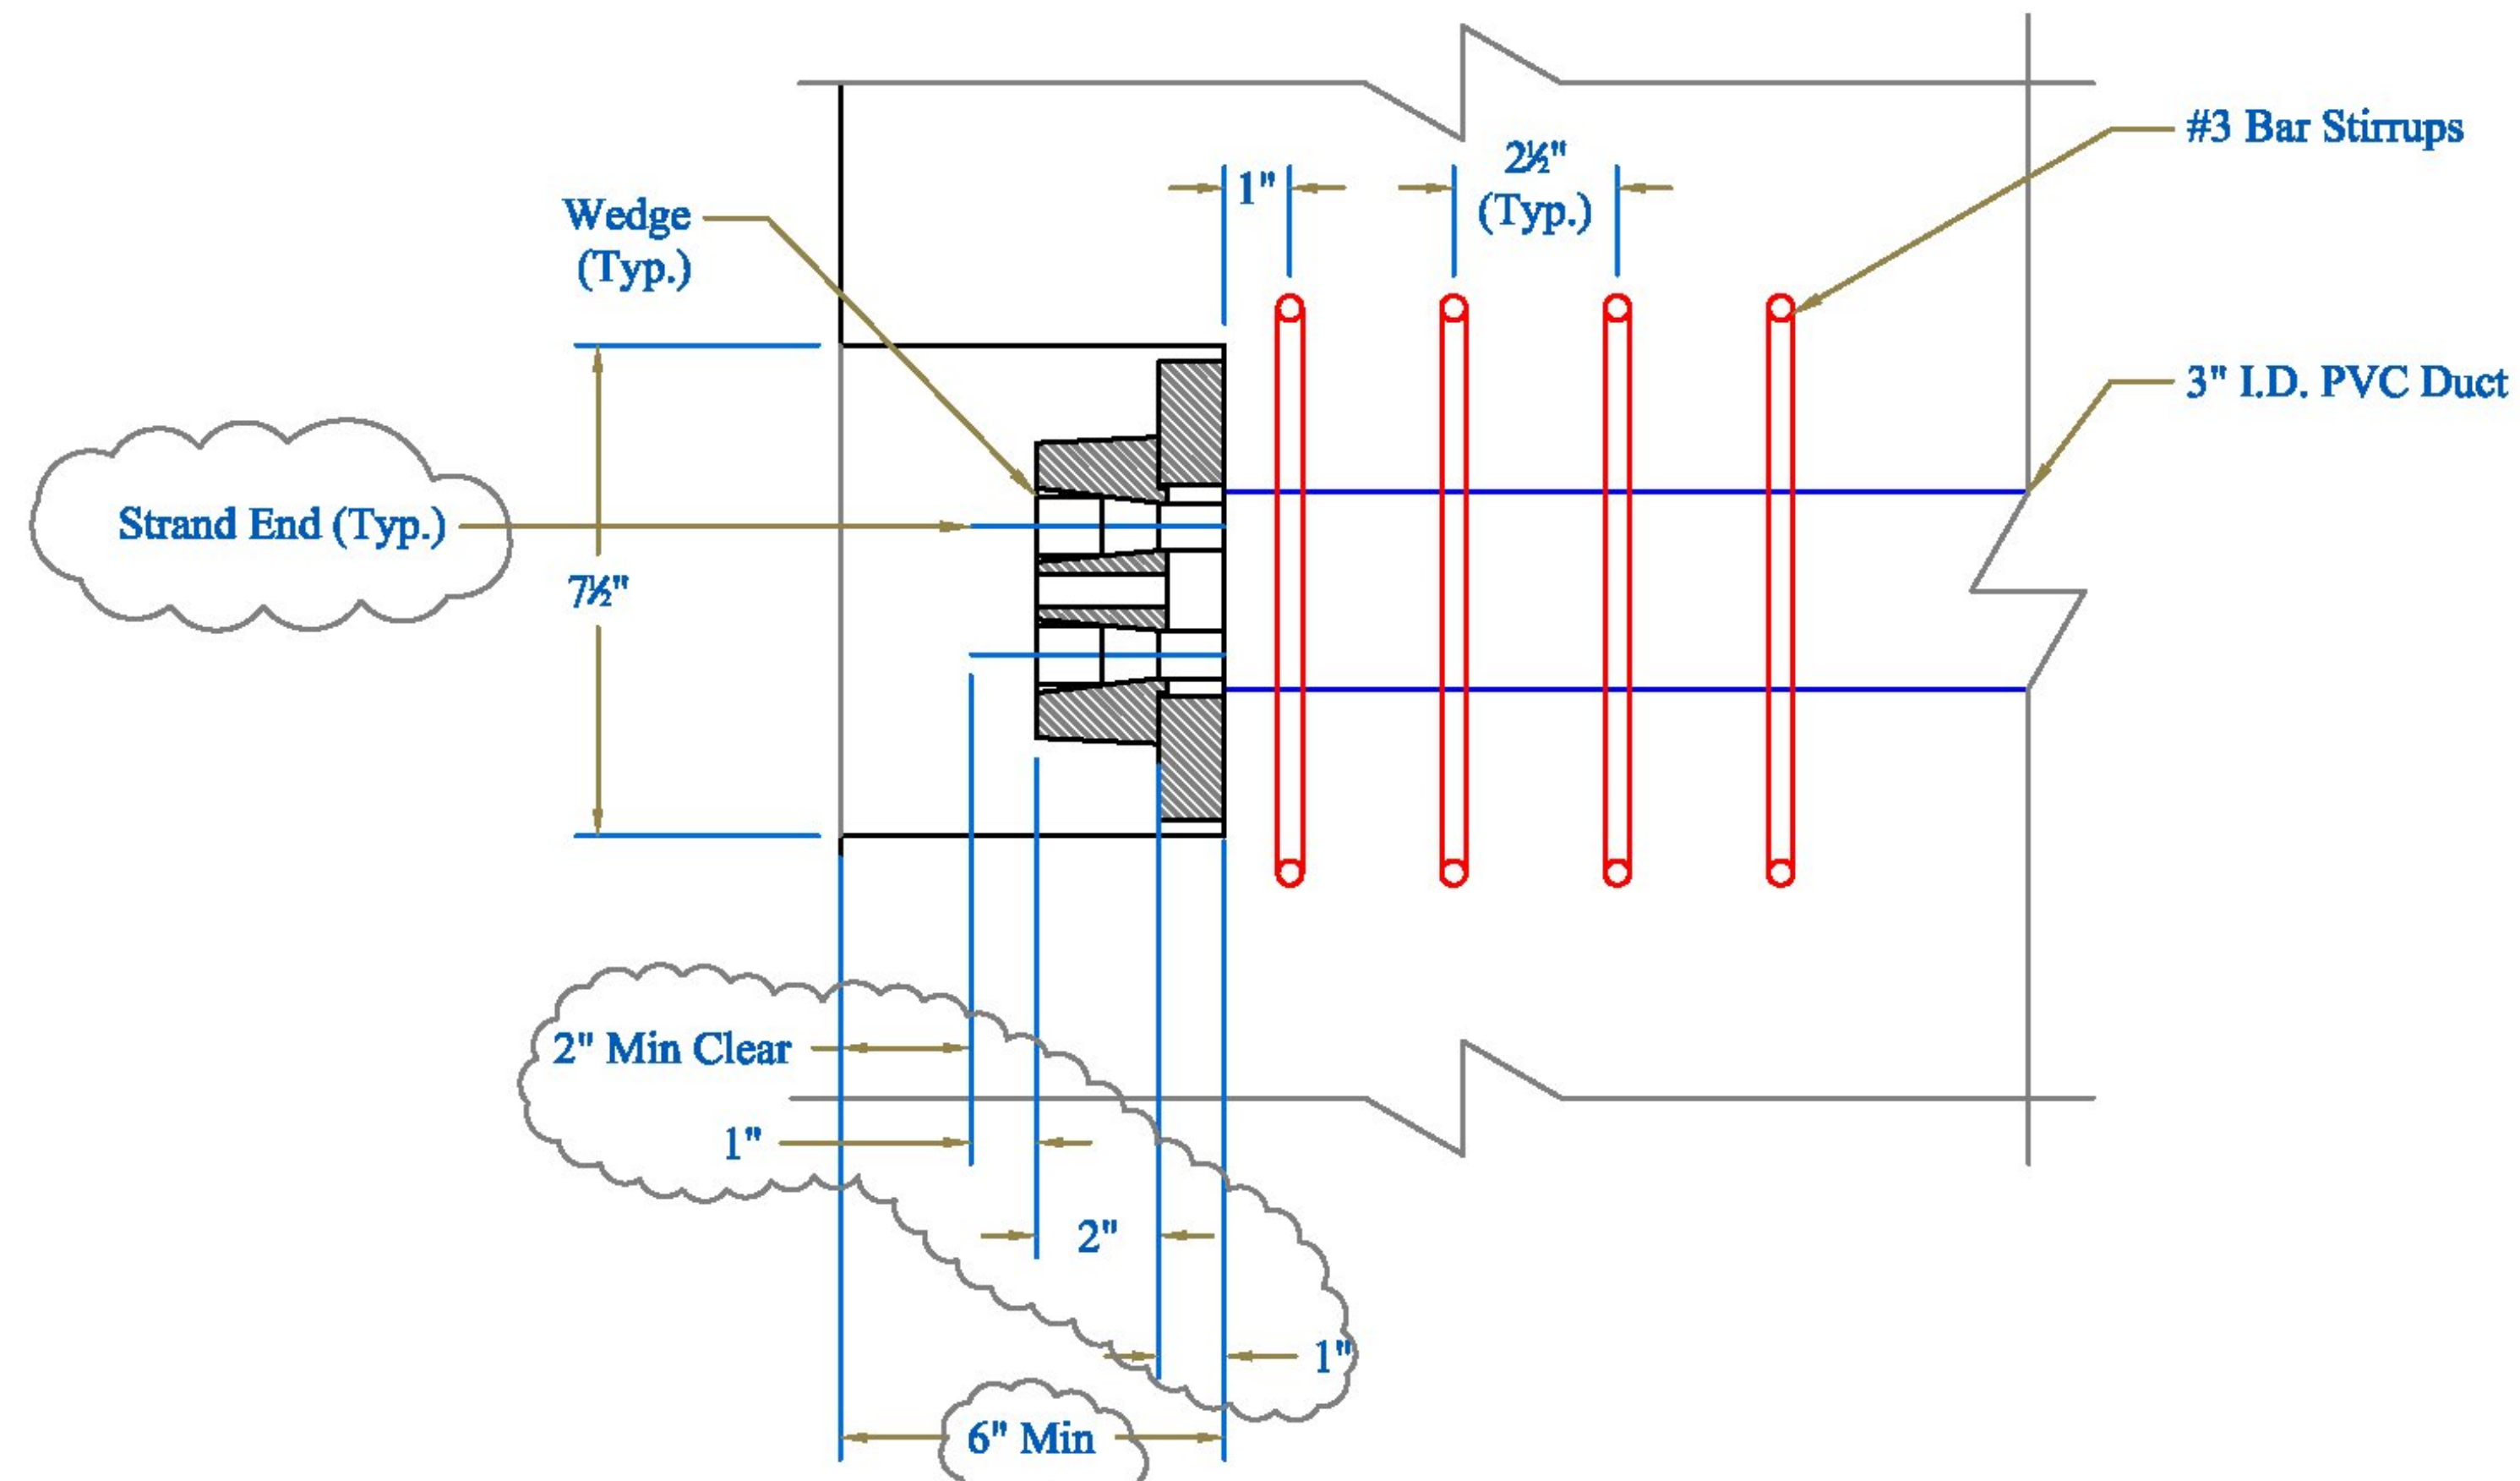 #3 Bar Stirrups
2½"
(Typ.)
1"
Wedge
(Typ.)
3" I.D. PVC Duct
Strand End (Typ.)
7½"
2" Min Clear
1"
2"
1"
6" Min